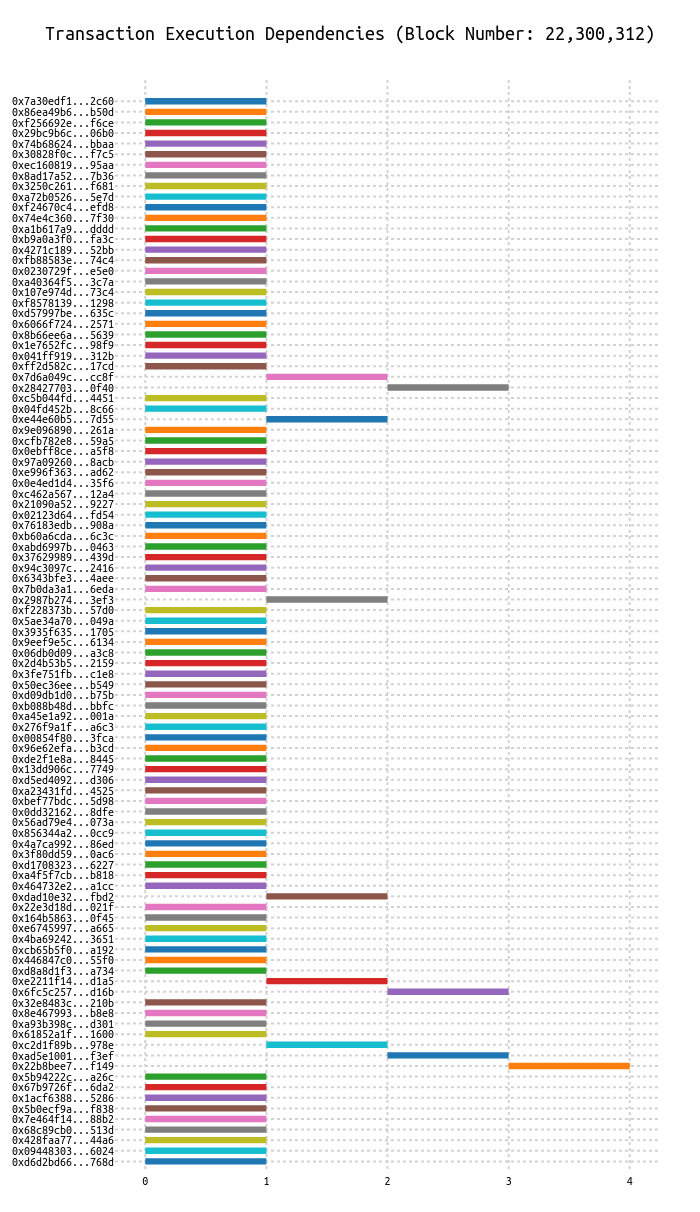 Transaction Execution Dependencies (Block Number: 22,300,312)
0x7a30edf1...2c60
0x86ea49b6...b50d
0xf256692e...f6ce
0x29bc9b6c...06b0
0x74b68624...bbaa
0x30828f0c...f7c5
0xec160819...95aa
0x8ad17a52...7b36
0x3250c261...f681
0xa72b0526...5e7d
0xf24670c4...efd8
0x74e4c360...7f30
0xa1b617a9...dddd
0xb9a0a3f0...fa3c
0x4271c189...52bb
0xfb88583e...74c4
0x0230729f...e5e0
0xa40364f5...3c7a
0x107e974d...73c4
0xf8578139...1298
0xd57997be...635c
0x6066f724...2571
0x8b66ee6a...5639
0x1e7652fc...98f9
0x041ff919...312b
0xff2d582c...17cd
0x7d6a049c...cc8f
0x28427703...0f40
0xc5b044fd...4451
0x04fd452b...8c66
0xe44e60b5...7d55
0x9e096890...261a
0xcfb782e8...59a5
0x0ebff8ce...a5f8
0x97a09260...8acb
0xe996f363...ad62
0x0e4ed1d4...35f6
0xc462a567...12a4
0x21090a52...9227
0x02123d64...fd54
0x76183edb...908a
0xb60a6cda...6c3c
0xabd6997b...0463
0x37629989...439d
0x94c3097c...2416
0x6343bfe3...4aee
0x7b0da3a1...6eda
0x2987b274...3ef3
0xf228373b...57d0
0x5ae34a70...049a
0x3935f635...1705
0x9eef9e5c...6134
0x06db0d09...a3c8
0x2d4b53b5...2159
0x3fe751fb...c1e8
0x50ec36ee...b549
0xd09db1d0...b75b
0xb088b48d...bbfc
0xa45e1a92...001a
0x276f9a1f...a6c3
0x00854f80...3fca
0x96e62efa...b3cd
0xde2f1e8a...8445
0x13dd906c...7749
0xd5ed4092...d306
0xa23431fd...4525
0xbef77bdc...5d98
0x0dd32162...8dfe
0x56ad79e4...073a
0x856344a2...0cc9
0x4a7ca992...86ed
0x3f80dd59...0ac6
0xd1708323...6227
0xa4f5f7cb...b818
0x464732e2...a1cc
0xdad10e32...fbd2
0x22e3d18d...021f
0x164b5863...0f45
0xe6745997...a665
0x4ba69242...3651
0xcb65b5f0...a192
0x446847c0...55f0
0xd8a8d1f3...a734
0xe2211f14...d1a5
0x6fc5c257...d16b
0x32e8483c...210b
0x8e467993...b8e8
0xa93b398c...d301
0x61852a1f...1600
0xc2d1f89b...978e
0xad5e1001...f3ef
0x22b8bee7...f149
0x5b94222c...a26c
0x67b9726f...6da2
0x1acf6388...5286
0x5b0ecf9a...f838
0x7e464f14...88b2
0x68c89cb0...513d
0x428faa77...44a6
0x09448303...6024
0xd6d2bd66...768d
0 1 2 3 4